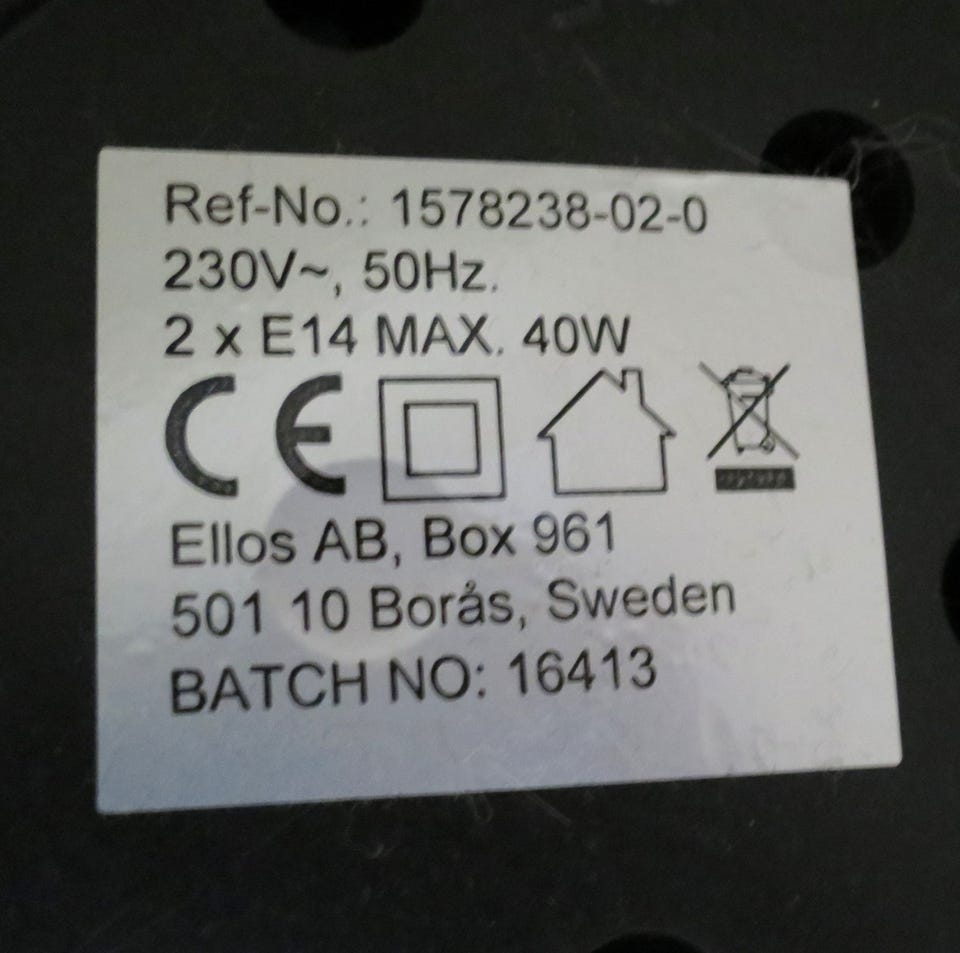 Ref-No.: 1578238-02-0
230V~, 50Hz.
2 x E14 MAX. 40W
CE
Ellos AB, Box 961
501 10 Borås, Sweden
BATCH NO: 16413